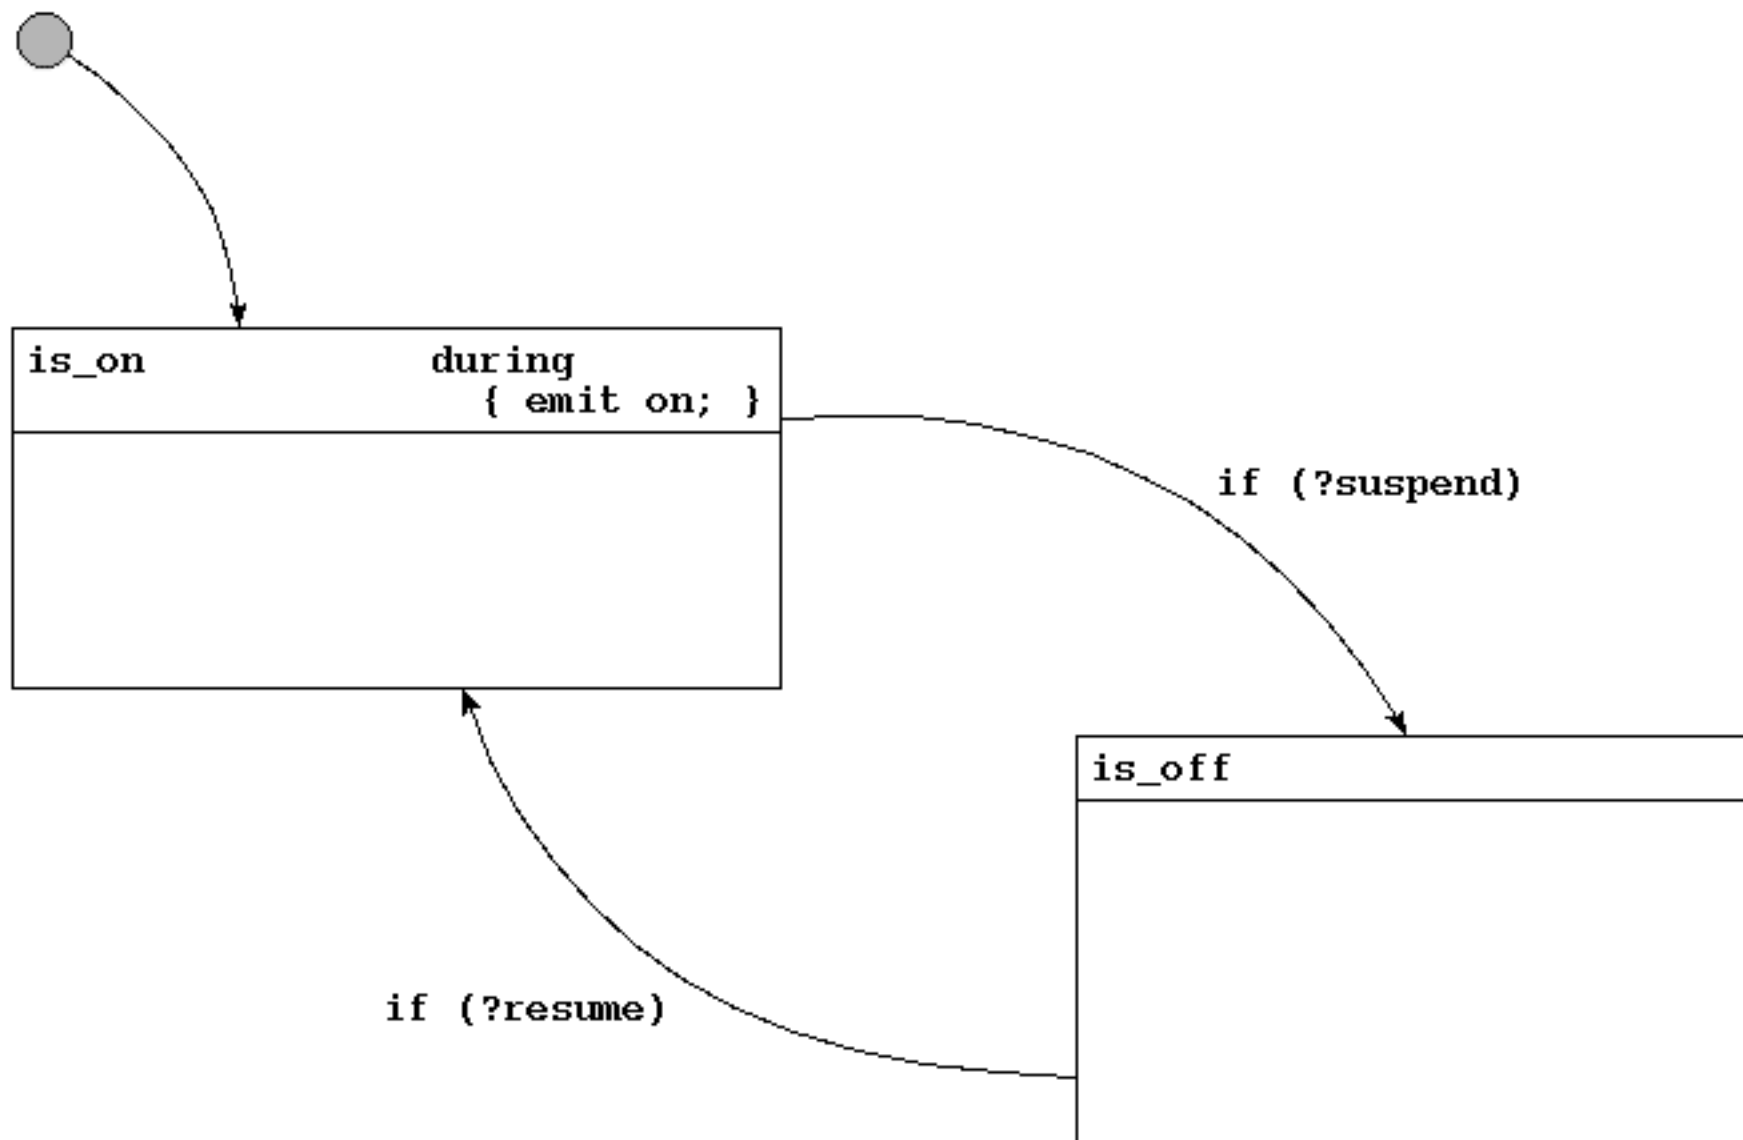 is_on during
{ emit on; }
if (?suspend)
is_off
if (?resume)